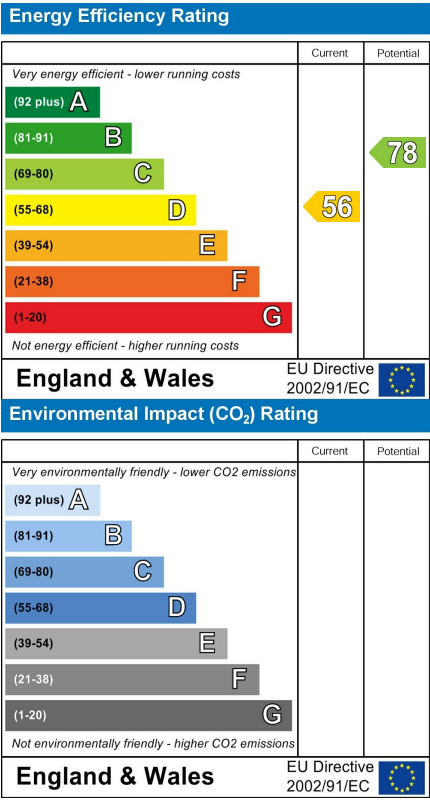 Energy Efficiency Rating
Current Potential
Very energy efficient - lower running costs
(92 plus) A
(81-91) B
(69-80) C
(55-68) D
(39-54) E
(21-38) F
(1-20) G
78
56
Not energy efficient - higher running costs
England & Wales
EU Directive
2002/91/EC
Environmental Impact (CO₂) Rating
Current Potential
Very environmentally friendly - lower CO2 emissions
(92 plus) A
(81-91) B
(69-80) C
(55-68) D
(39-54) E
(21-38) F
(1-20) G
Not environmentally friendly - higher CO2 emissions
England & Wales
EU Directive
2002/91/EC